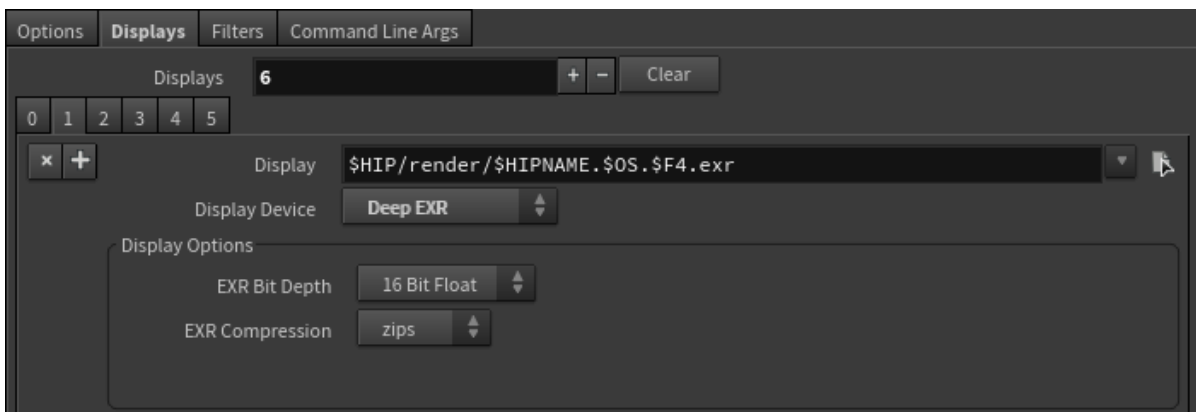 Options Displays Filters Command Line Args
Displays 6 + - Clear
0 1 2 3 4 5
× + Display $HIP/render/$HIPNAME.$OS.$F4.exr
Display Device Deep EXR
Display Options
EXR Bit Depth 16 Bit Float
EXR Compression zips